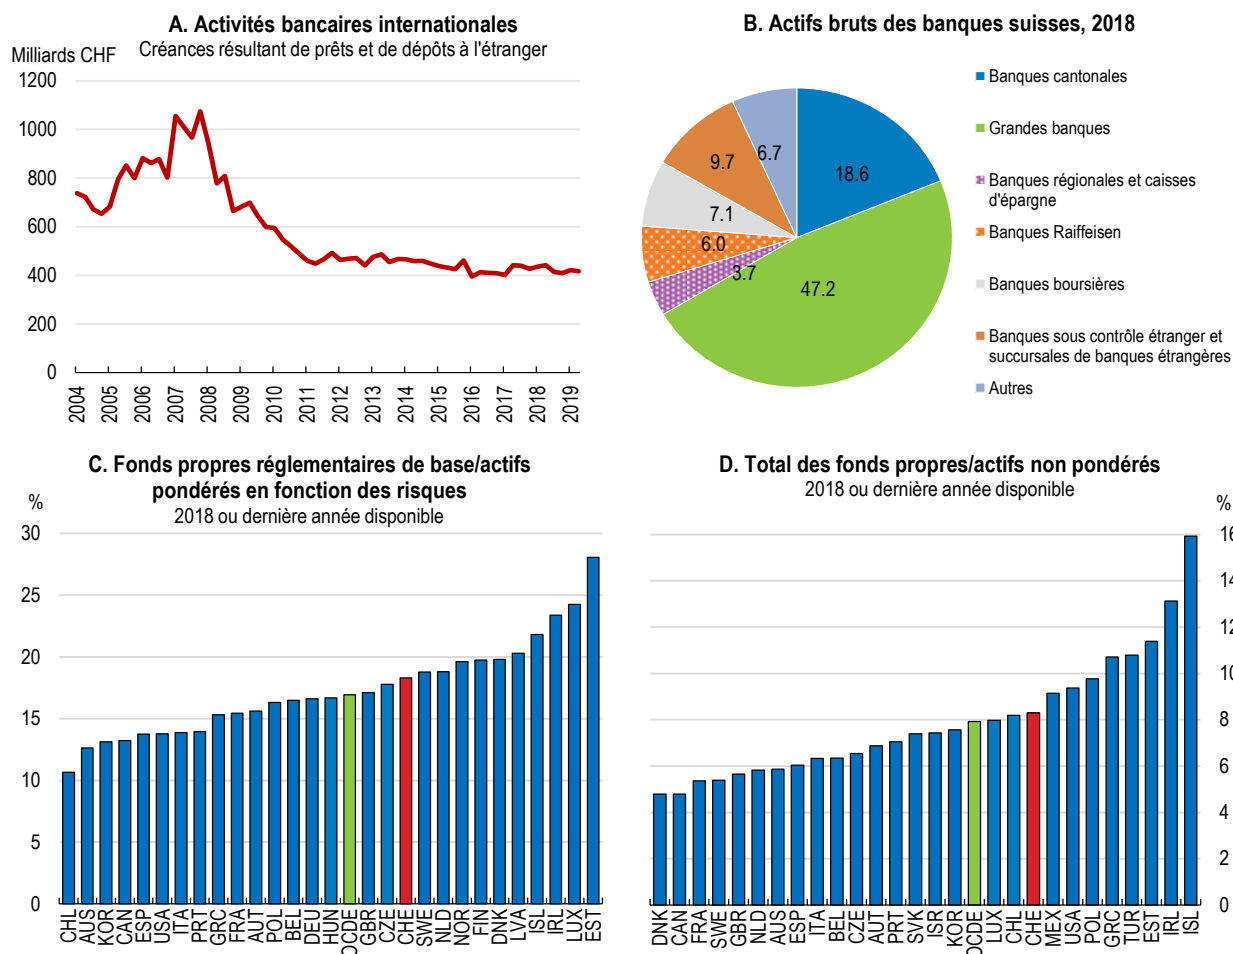 A. Activités bancaires internationales
Créances résultant de prêts et de dépôts à l'étranger
Milliards CHF
1200
1000
800
600
400
200
0
2004
2005
2006
2007
2008
2009
2010
2011
2012
2013
2014
2015
2016
2017
2018
2019
B. Actifs bruts des banques suisses, 2018
18.6
47.2
3.7
6.0
7.1
9.7
6.7
Banques cantonales
Grandes banques
Banques régionales et caisses
d'épargne
Banques Raiffeisen
Banques boursières
Banques sous contrôle étranger et
succursales de banques étrangères
Autres
C. Fonds propres réglementaires de base/actifs
pondérés en fonction des risques
2018 ou dernière année disponible
%
30
25
20
15
10
5
0
CHL
AUS
KOR
CAN
ESP
USA
ITA
PRT
GRC
FRA
AUT
POL
BEL
DEU
HUN
OCDE
GBR
CZE
CHE
SWE
NLD
NOR
FIN
DNK
LVA
ISL
IRL
LUX
EST
D. Total des fonds propres/actifs non pondérés
2018 ou dernière année disponible
%
16
14
12
10
8
6
4
2
0
DNK
CAN
FRA
SWE
GBR
NLD
AUS
ESP
ITA
BEL
CZE
AUT
PRT
SVK
ISR
KOR
OCDE
LUX
CHL
CHE
MEX
USA
POL
GRC
TUR
EST
IRL
ISL